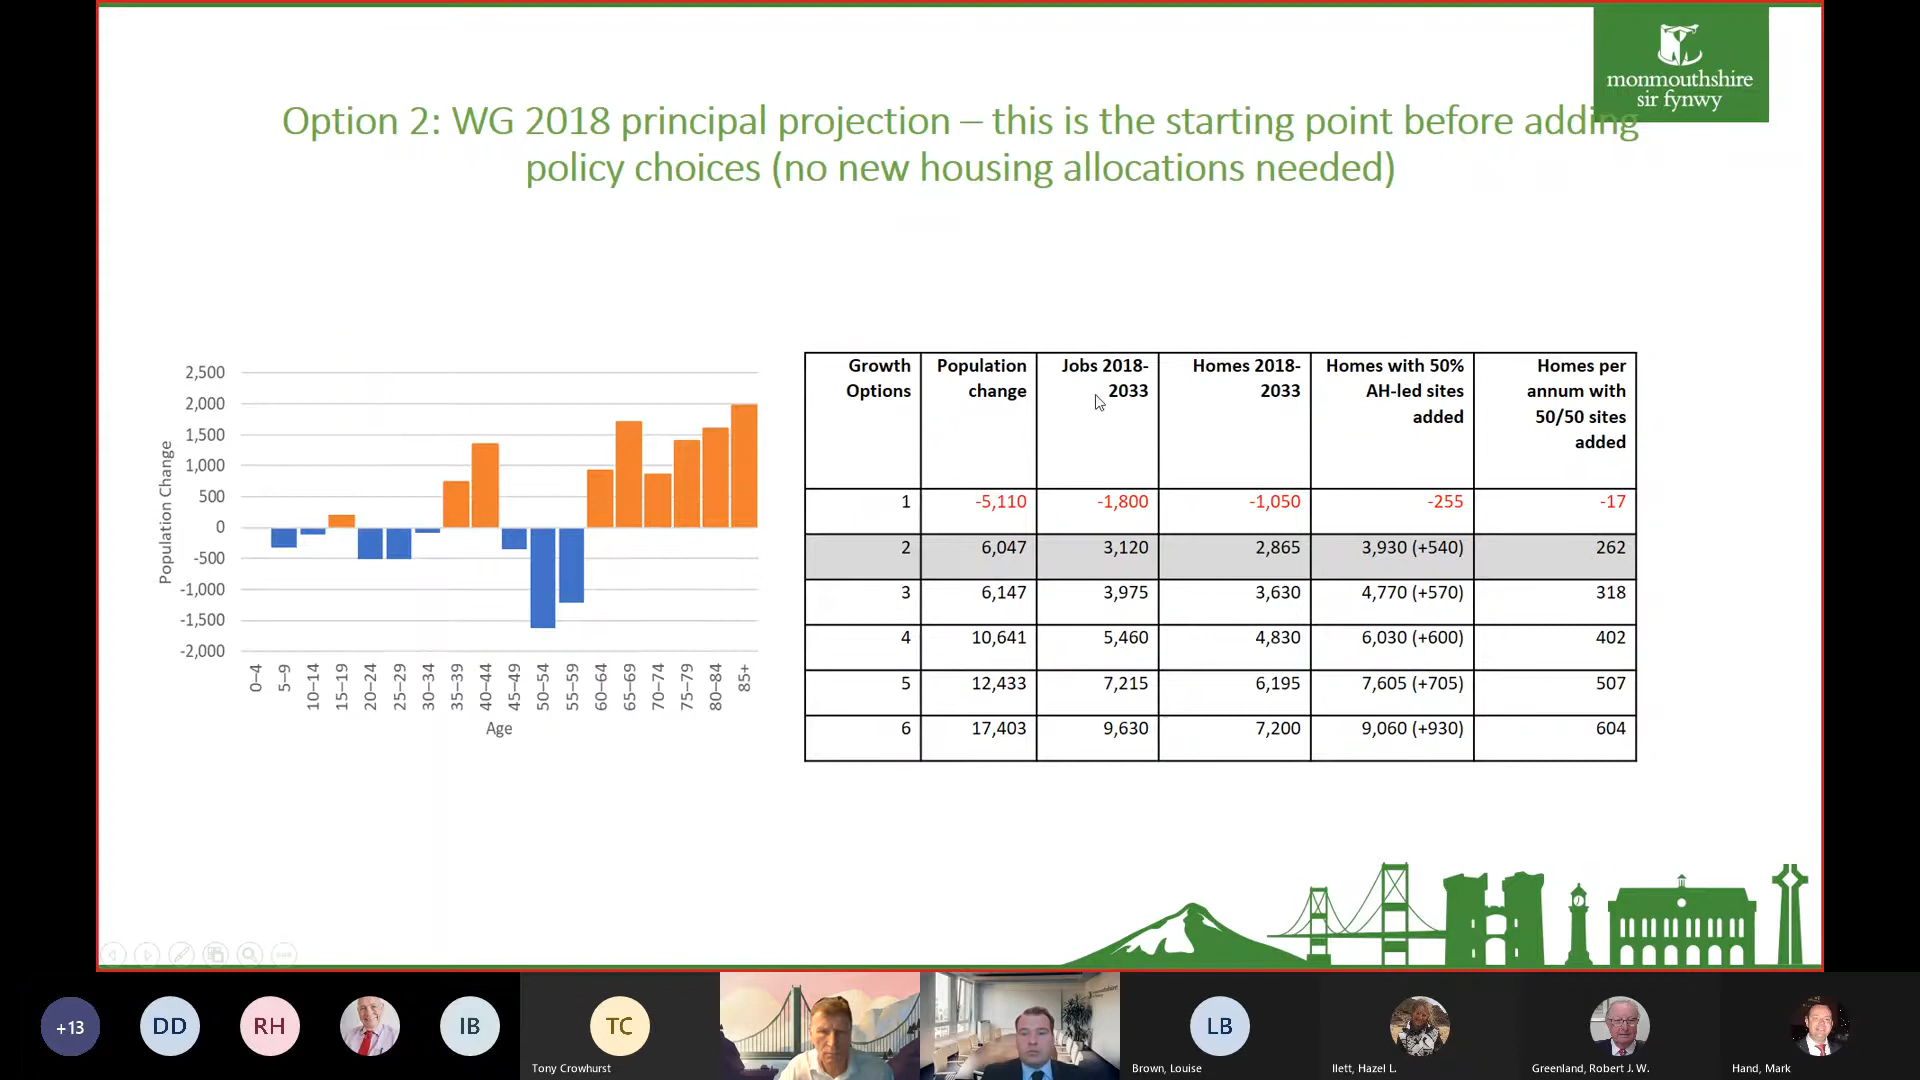 monmouthshire
sir fynwy
Option 2: WG 2018 principal projection – this is the starting point before adding
policy choices (no new housing allocations needed)
2,500
2,000
1,500
1,000
500
0
-500
-1,000
-1,500
-2,000
Population Change
0–4
5–9
10–14
15–19
20–24
25–29
30–34
35–39
40–44
45–49
50–54
55–59
60–64
65–69
70–74
75–79
80–84
85+
Age
Growth Options Population change Jobs 2018-2033 Homes 2018-2033 Homes with 50% AH-led sites added Homes per annum with 50/50 sites added
1 -5,110 -1,800 -1,050 -255 -17
2 6,047 3,120 2,865 3,930 (+540) 262
3 6,147 3,975 3,630 4,770 (+570) 318
4 10,641 5,460 4,830 6,030 (+600) 402
5 12,433 7,215 6,195 7,605 (+705) 507
6 17,403 9,630 7,200 9,060 (+930) 604
+13
DD
RH
IB
TC
Tony Crowhurst
monmouthshire
LB
Brown, Louise
Ilett, Hazel L.
Greenland, Robert J. W.
Hand, Mark